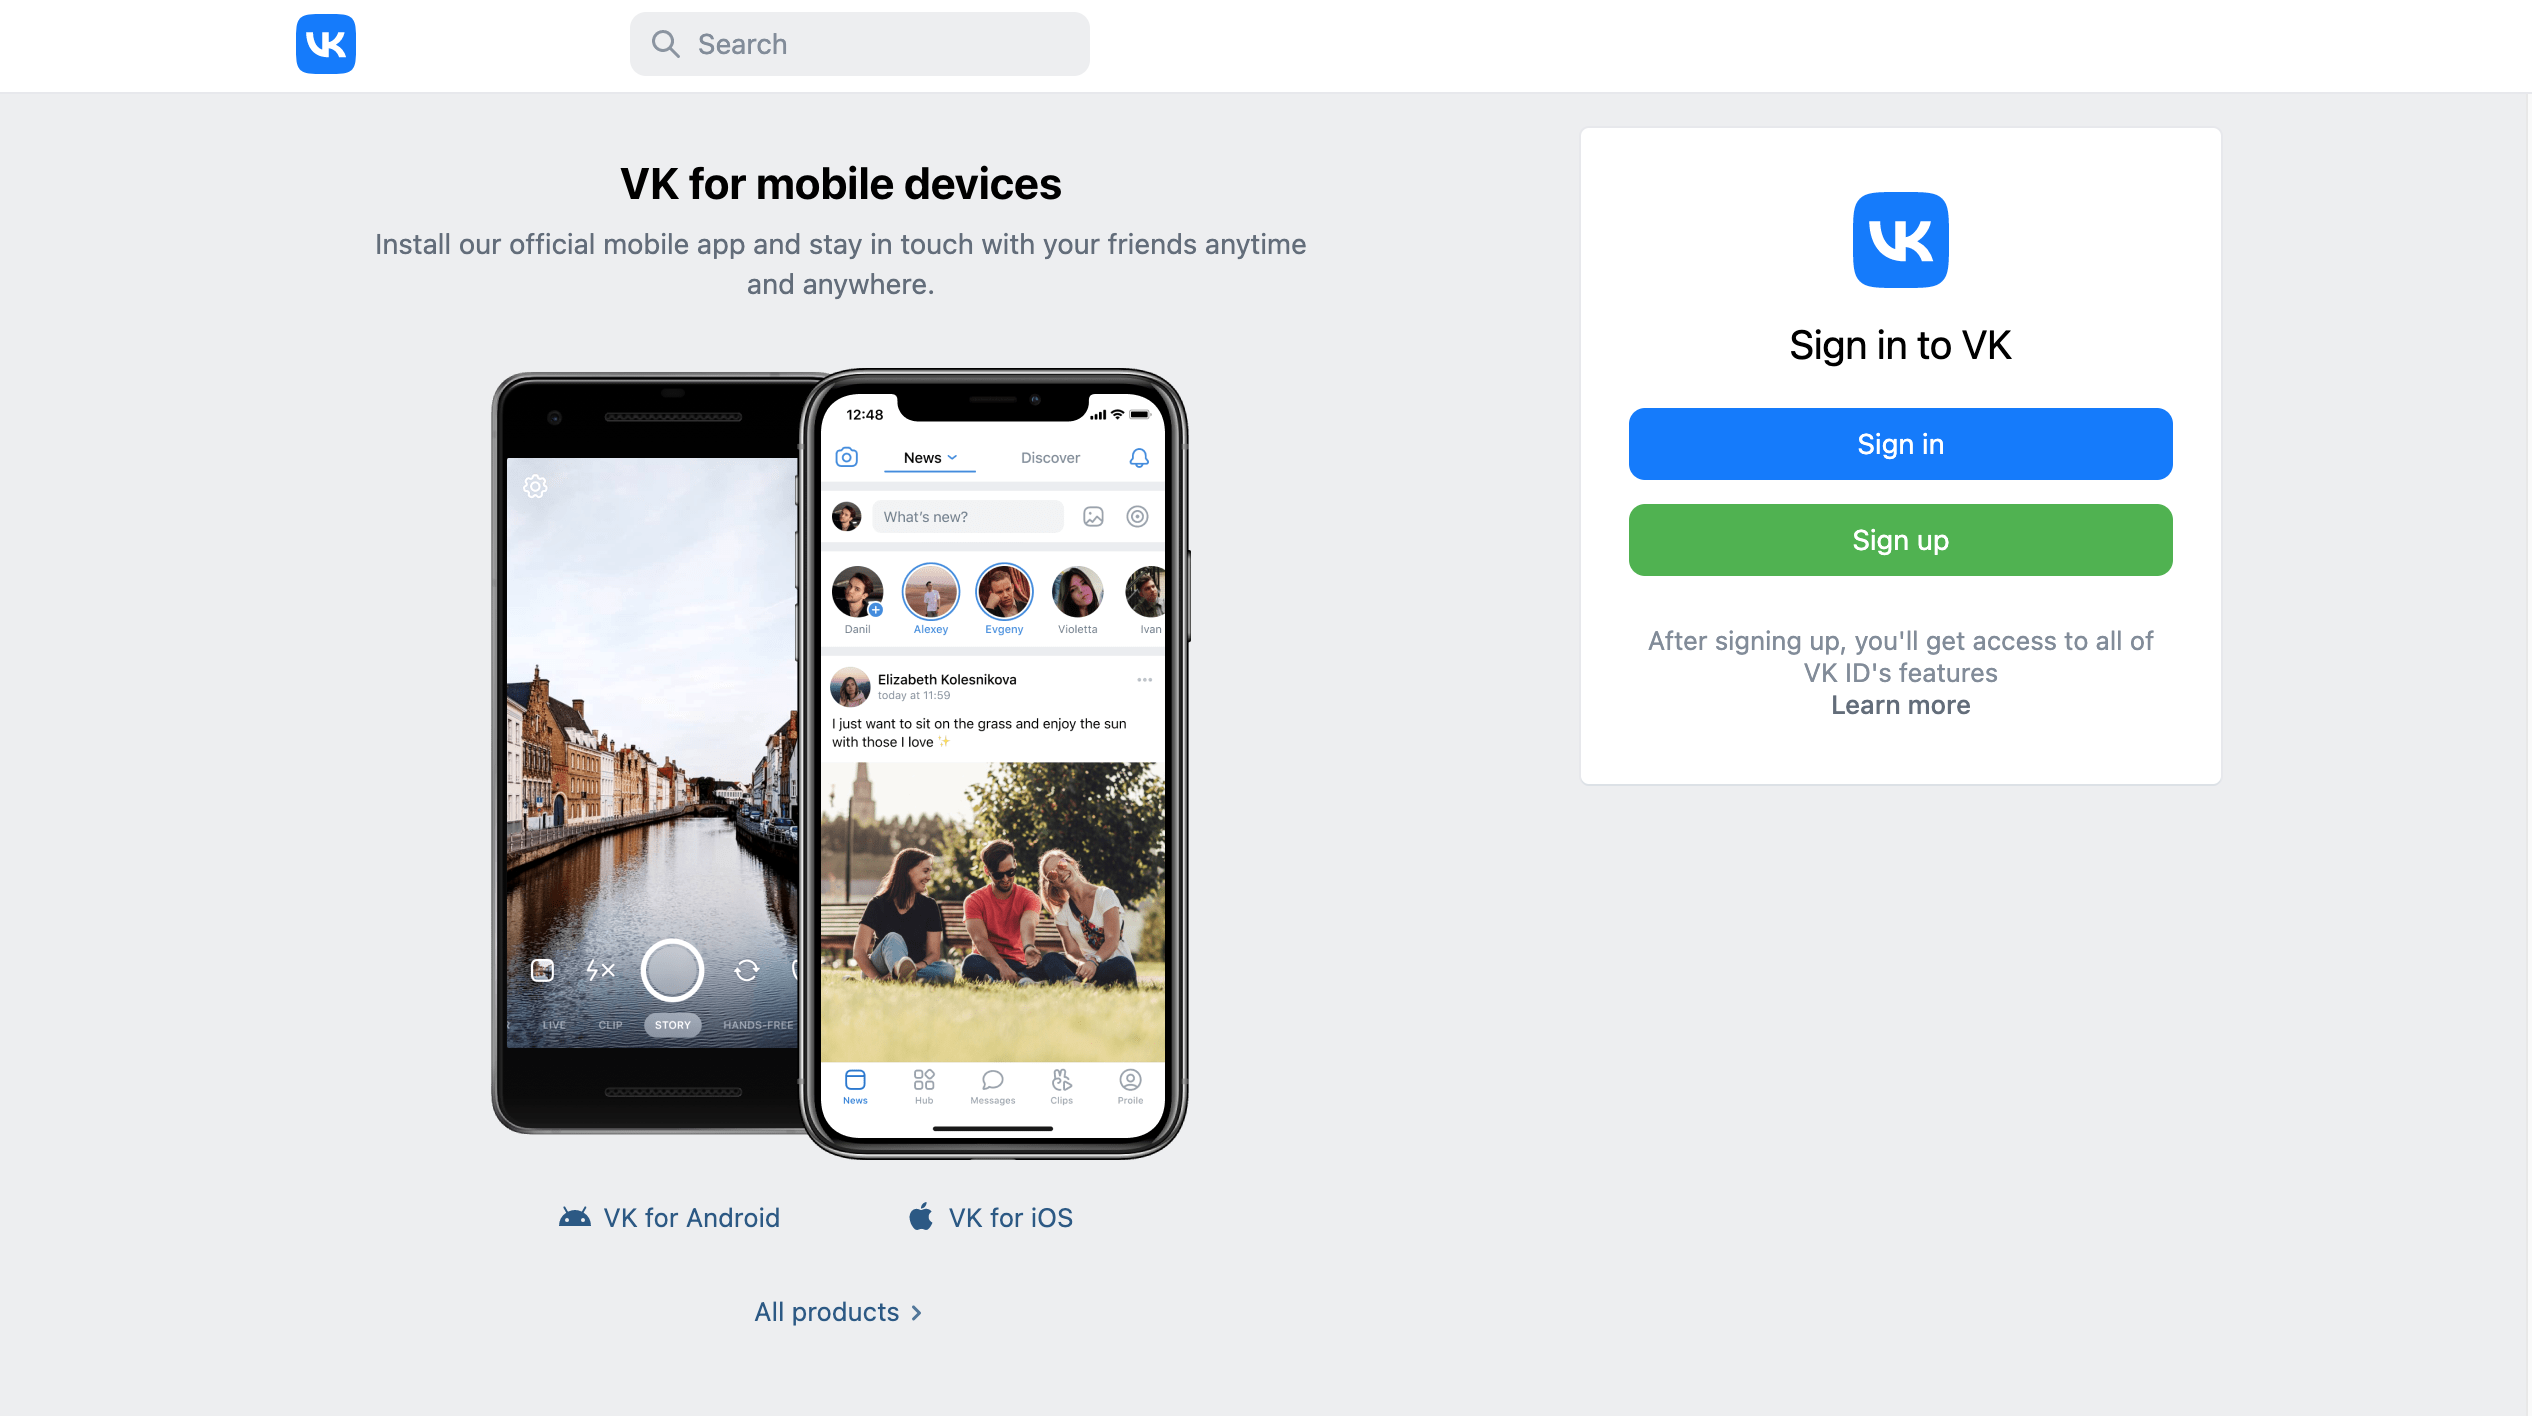 VK
Search
VK for mobile devices
Install our official mobile app and stay in touch with your friends anytime
and anywhere.
12:48
News
Discover
What's new?
Danil
Alexey
Evgeny
Violetta
Ivan
Elizabeth Kolesnikova
today at 11:59
I just want to sit on the grass and enjoy the sun
with those I love ✨
LIVE
CLIP
STORY
HANDS-FREE
News
Hub
Messages
Clips
Proile
VK for Android
VK for iOS
All products
VK
Sign in to VK
Sign in
Sign up
After signing up, you'll get access to all of
VK ID's features
Learn more